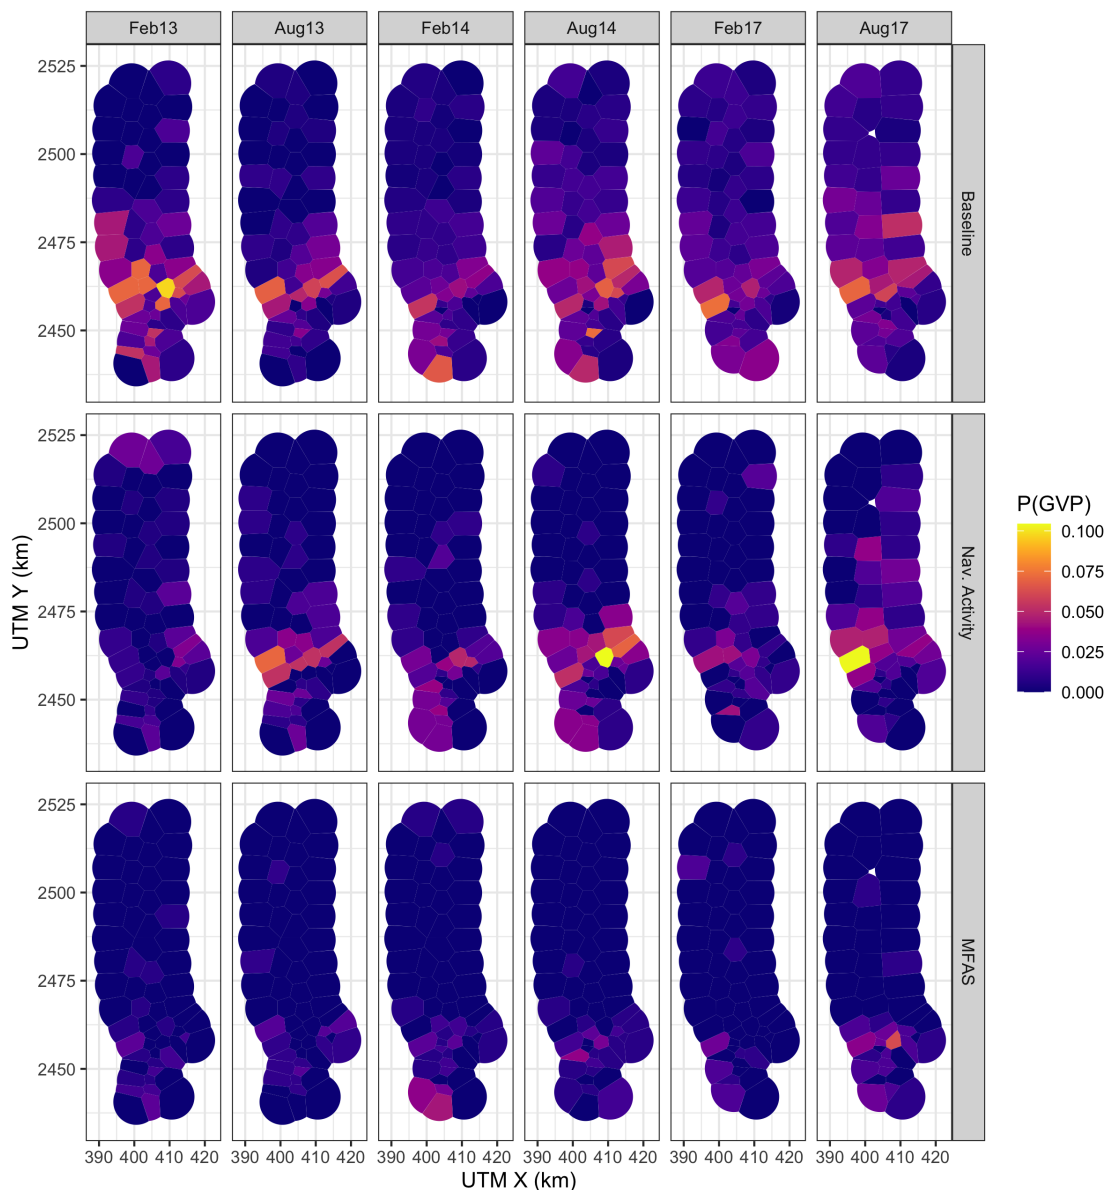 Feb13 Aug13 Feb14 Aug14 Feb17 Aug17
2525
2500
2475
2450
Baseline
2525
2500
2475
2450
Nav. Activity
2525
2500
2475
2450
MFAS
UTM Y (km)
390 400 410 420 390 400 410 420 390 400 410 420 390 400 410 420 390 400 410 420 390 400 410 420
UTM X (km)
P(GVP)
0.100
0.075
0.050
0.025
0.000